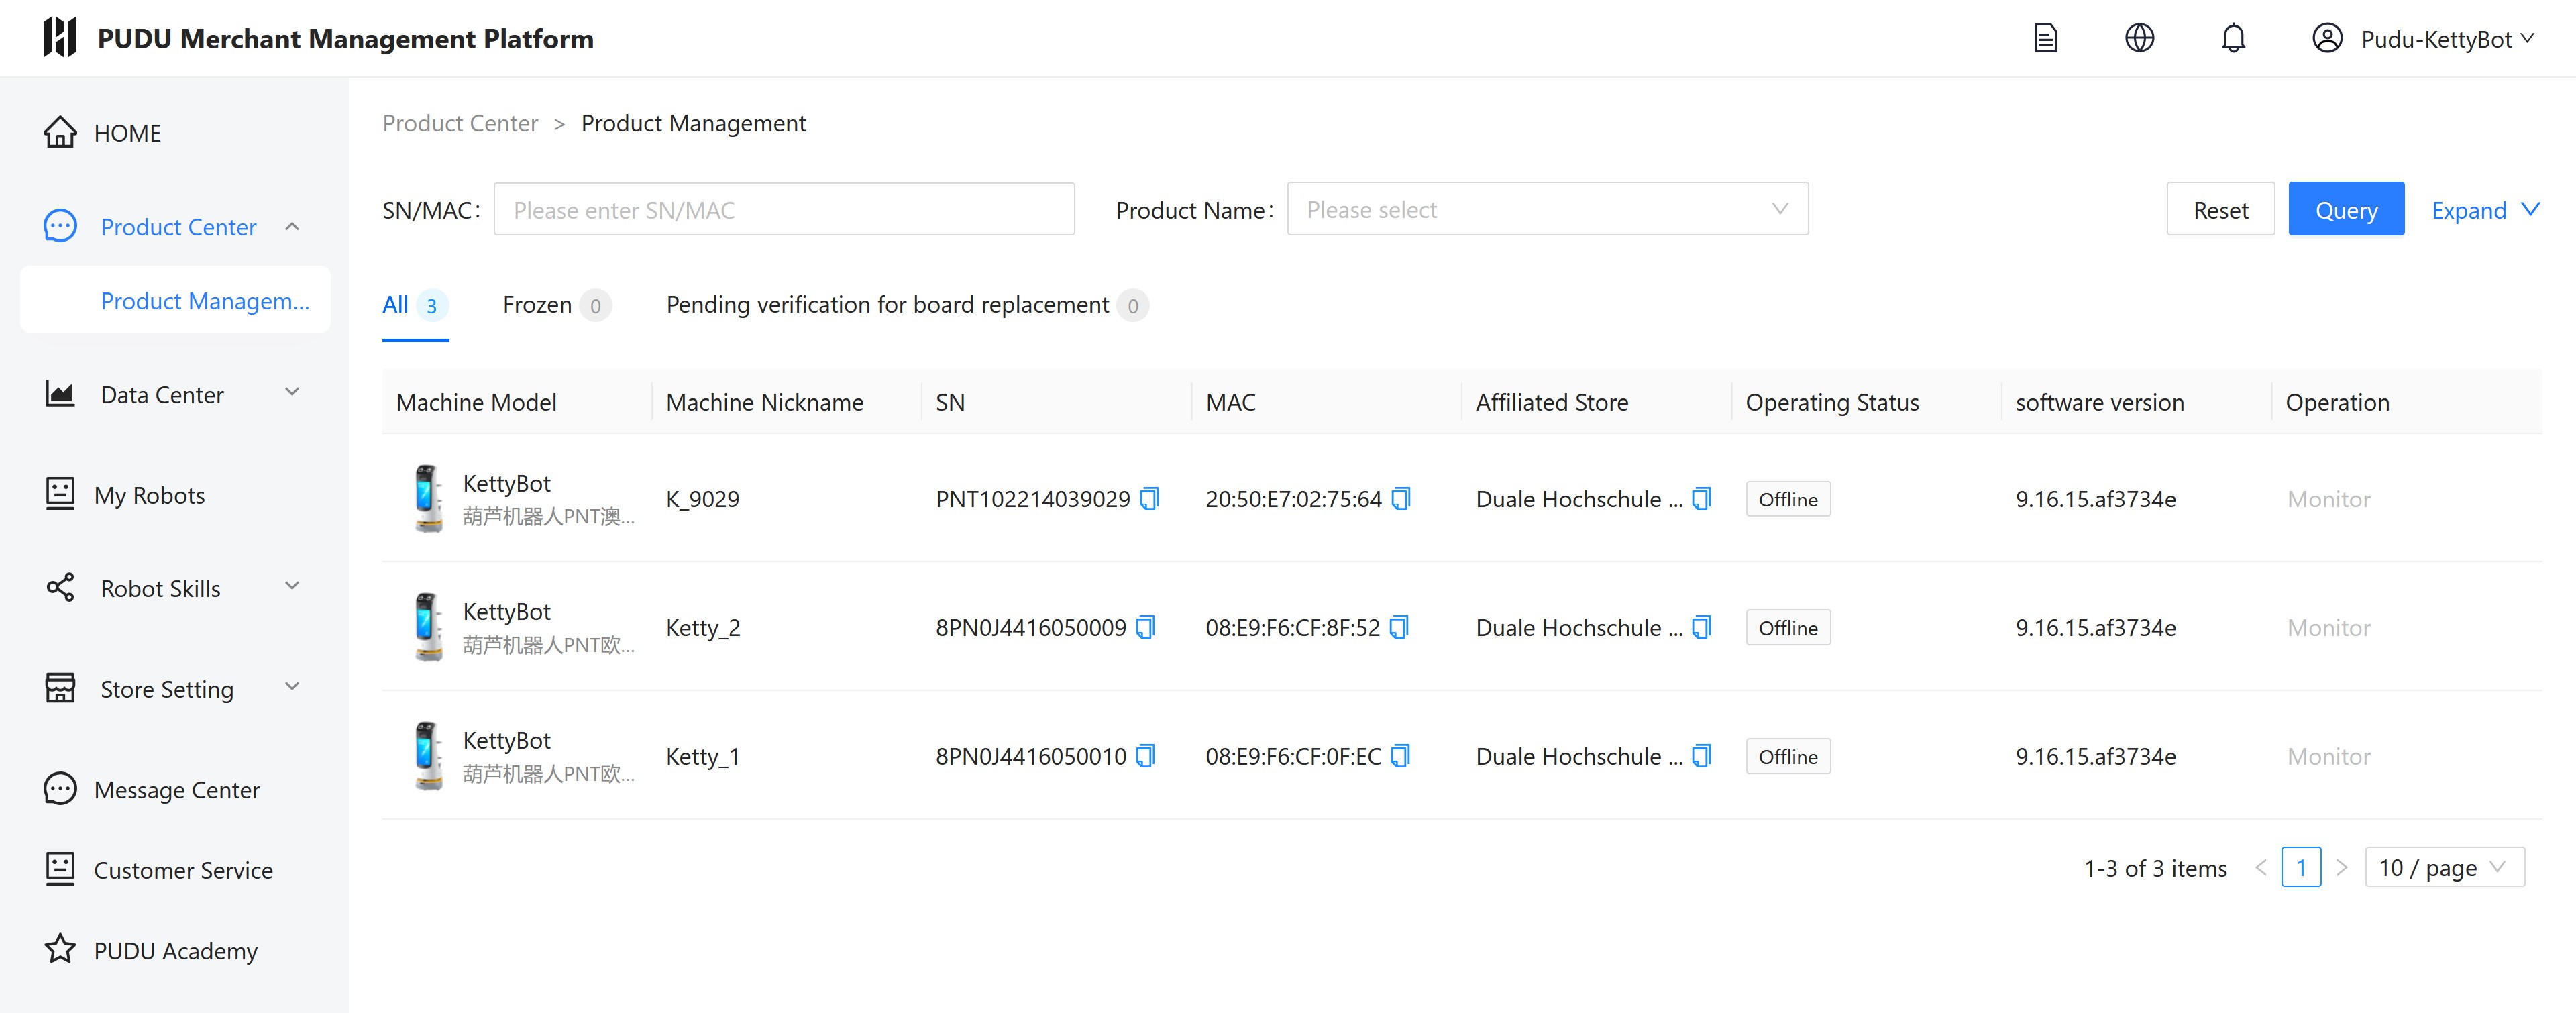 PUDU Merchant Management Platform
Pudu-KettyBot
HOME
Product Center
Product Managem...
Data Center
My Robots
Robot Skills
Store Setting
Message Center
Customer Service
PUDU Academy
Product Center > Product Management
SN/MAC: Please enter SN/MAC Product Name: Please select Reset Query Expand
All 3 Frozen 0 Pending verification for board replacement 0
Machine Model Machine Nickname SN MAC Affiliated Store Operating Status software version Operation
KettyBot
葫芦机器人PNT澳...
K_9029 PNT102214039029 20:50:E7:02:75:64 Duale Hochschule ... Offline 9.16.15.af3734e Monitor
KettyBot
葫芦机器人PNT欧...
Ketty_2 8PN0J4416050009 08:E9:F6:CF:8F:52 Duale Hochschule ... Offline 9.16.15.af3734e Monitor
KettyBot
葫芦机器人PNT欧...
Ketty_1 8PN0J4416050010 08:E9:F6:CF:0F:EC Duale Hochschule ... Offline 9.16.15.af3734e Monitor
1-3 of 3 items < 1 > 10 / page